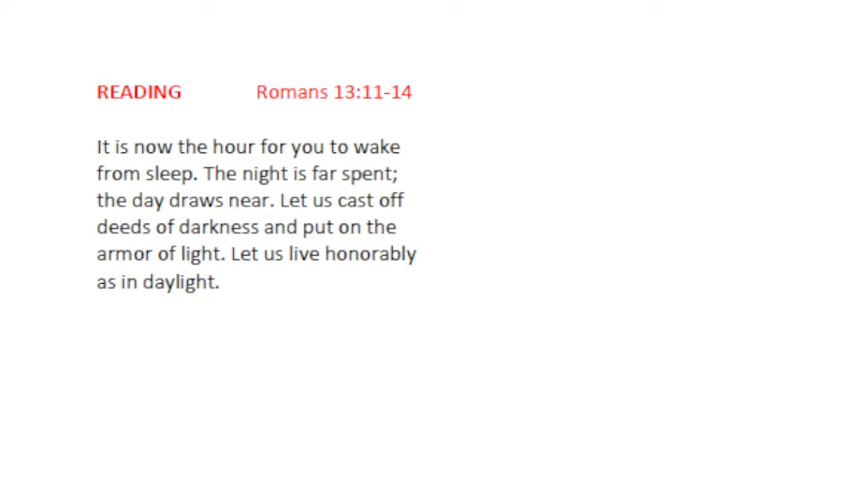 READING Romans 13:11-14
It is now the hour for you to wake
from sleep. The night is far spent;
the day draws near. Let us cast off
deeds of darkness and put on the
armor of light. Let us live honorably
as in daylight.